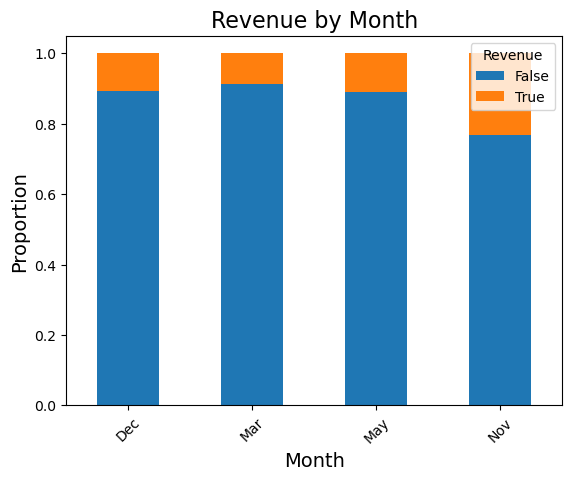 Revenue by Month
Revenue
False
True
1.0
0.8
0.6
0.4
0.2
0.0
Proportion
Dec
Mar
May
Nov
Month